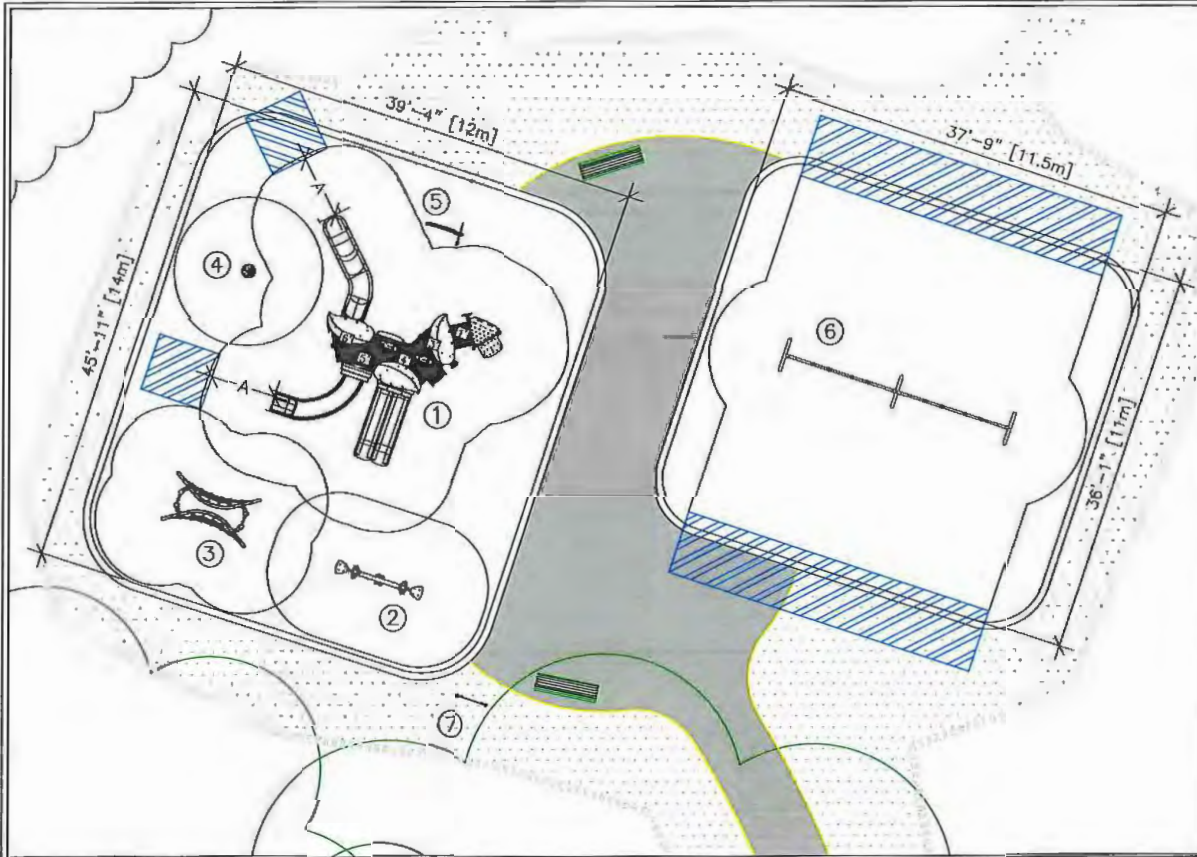 39'-4" [12m]
37'-9" [11.5m]
A
⑤
④
45'-11" [14m]
⑥
A
①
36'-1" [11m]
③
②
⑦